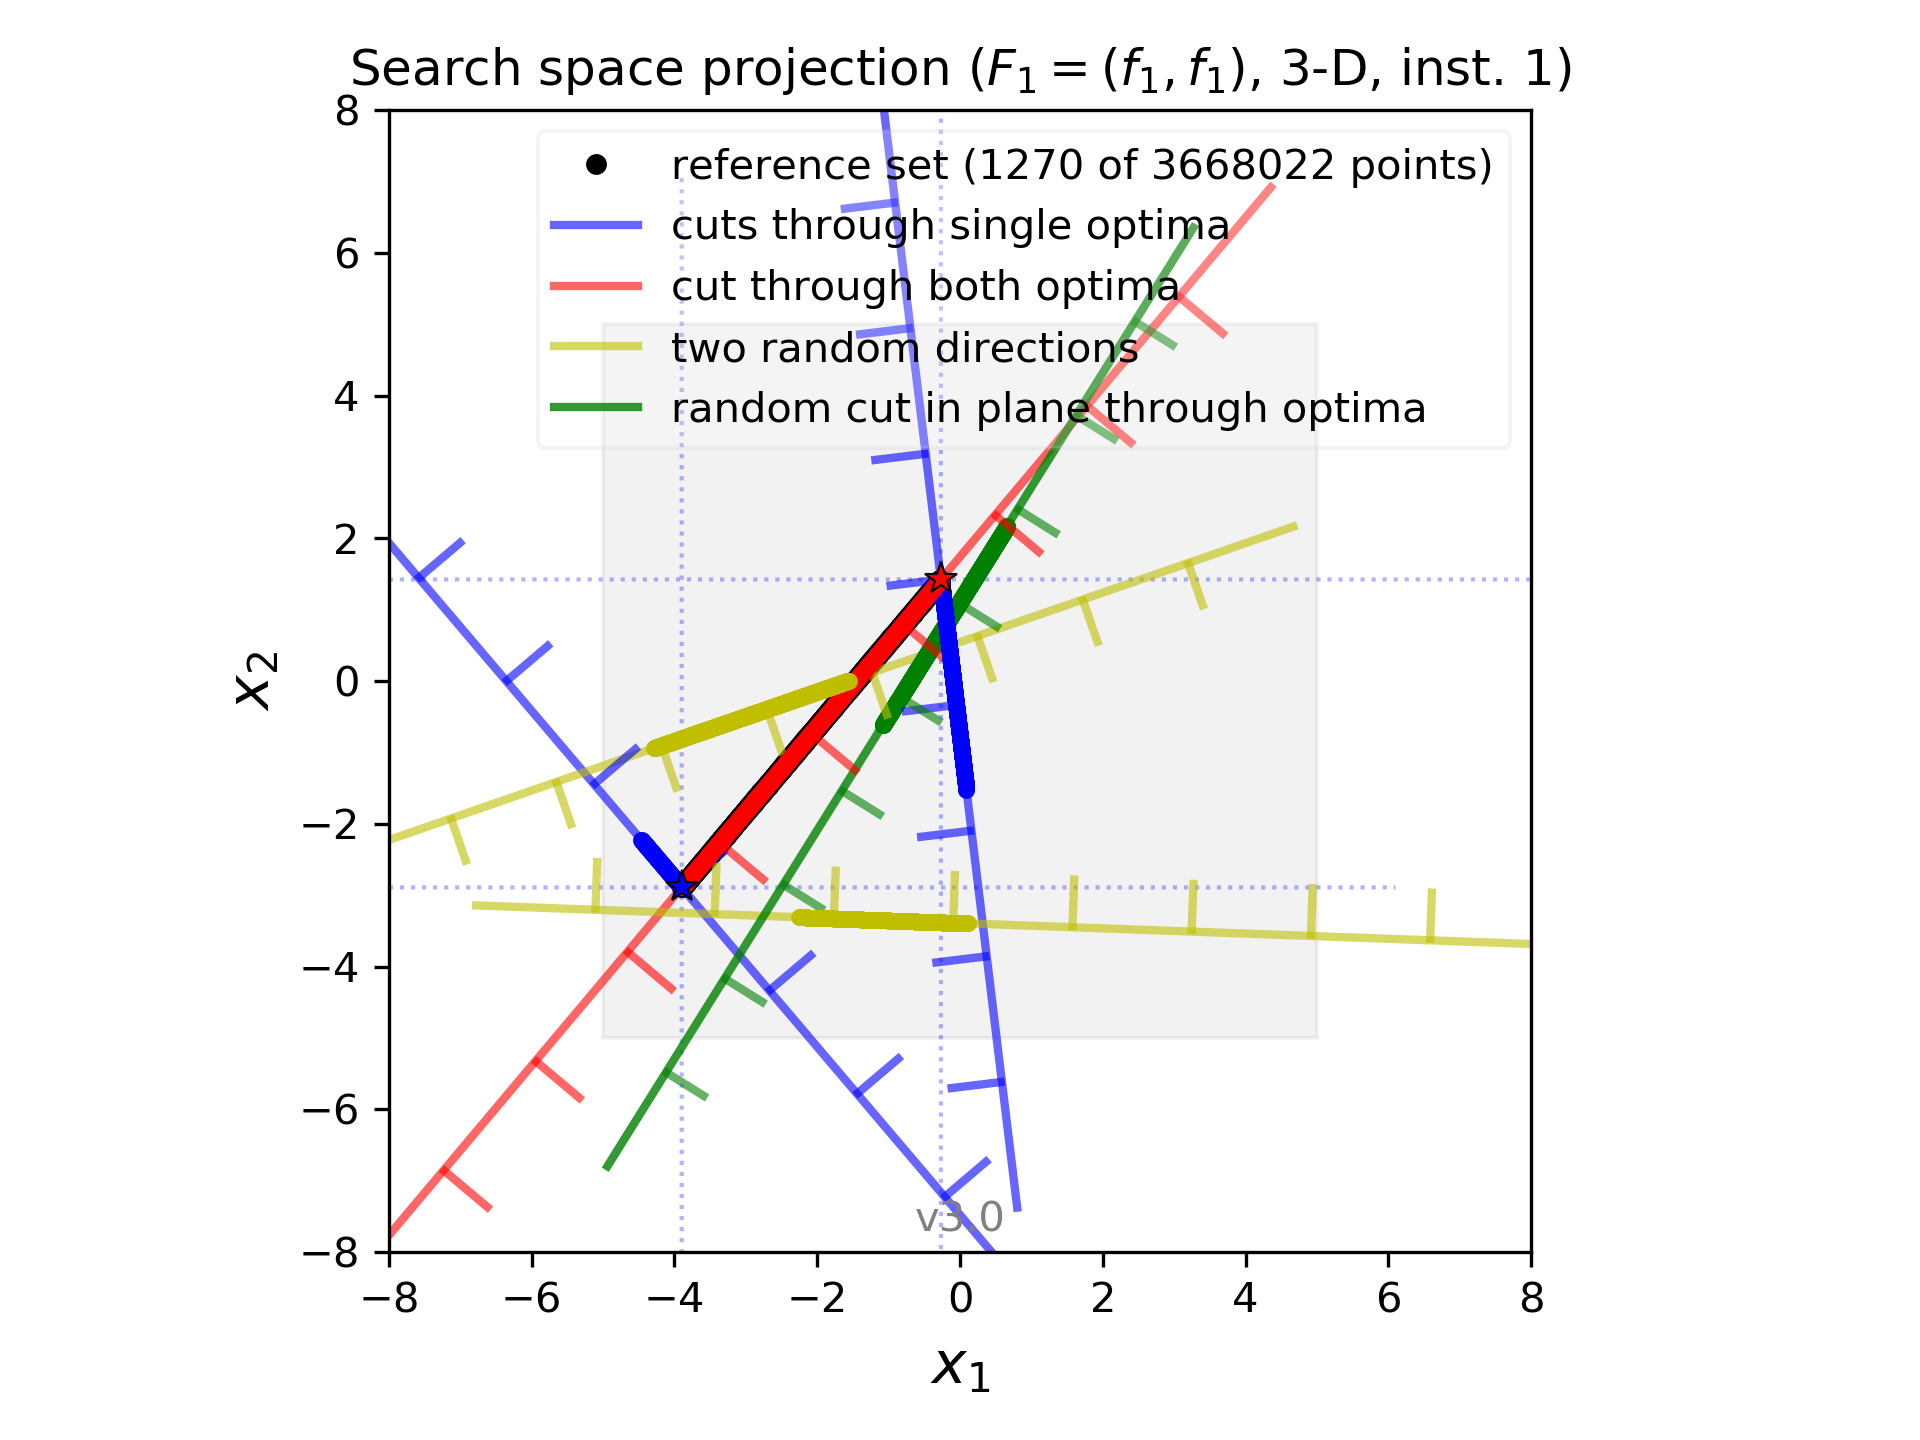 Search space projection (F₁ = (f₁, f₁), 3-D, inst. 1)
reference set (1270 of 3668022 points)
cuts through single optima
cut through both optima
two random directions
random cut in plane through optima
8
6
4
2
0
−2
−4
−6
−8
x₂
v3.0
−8 −6 −4 −2 0 2 4 6 8
x₁